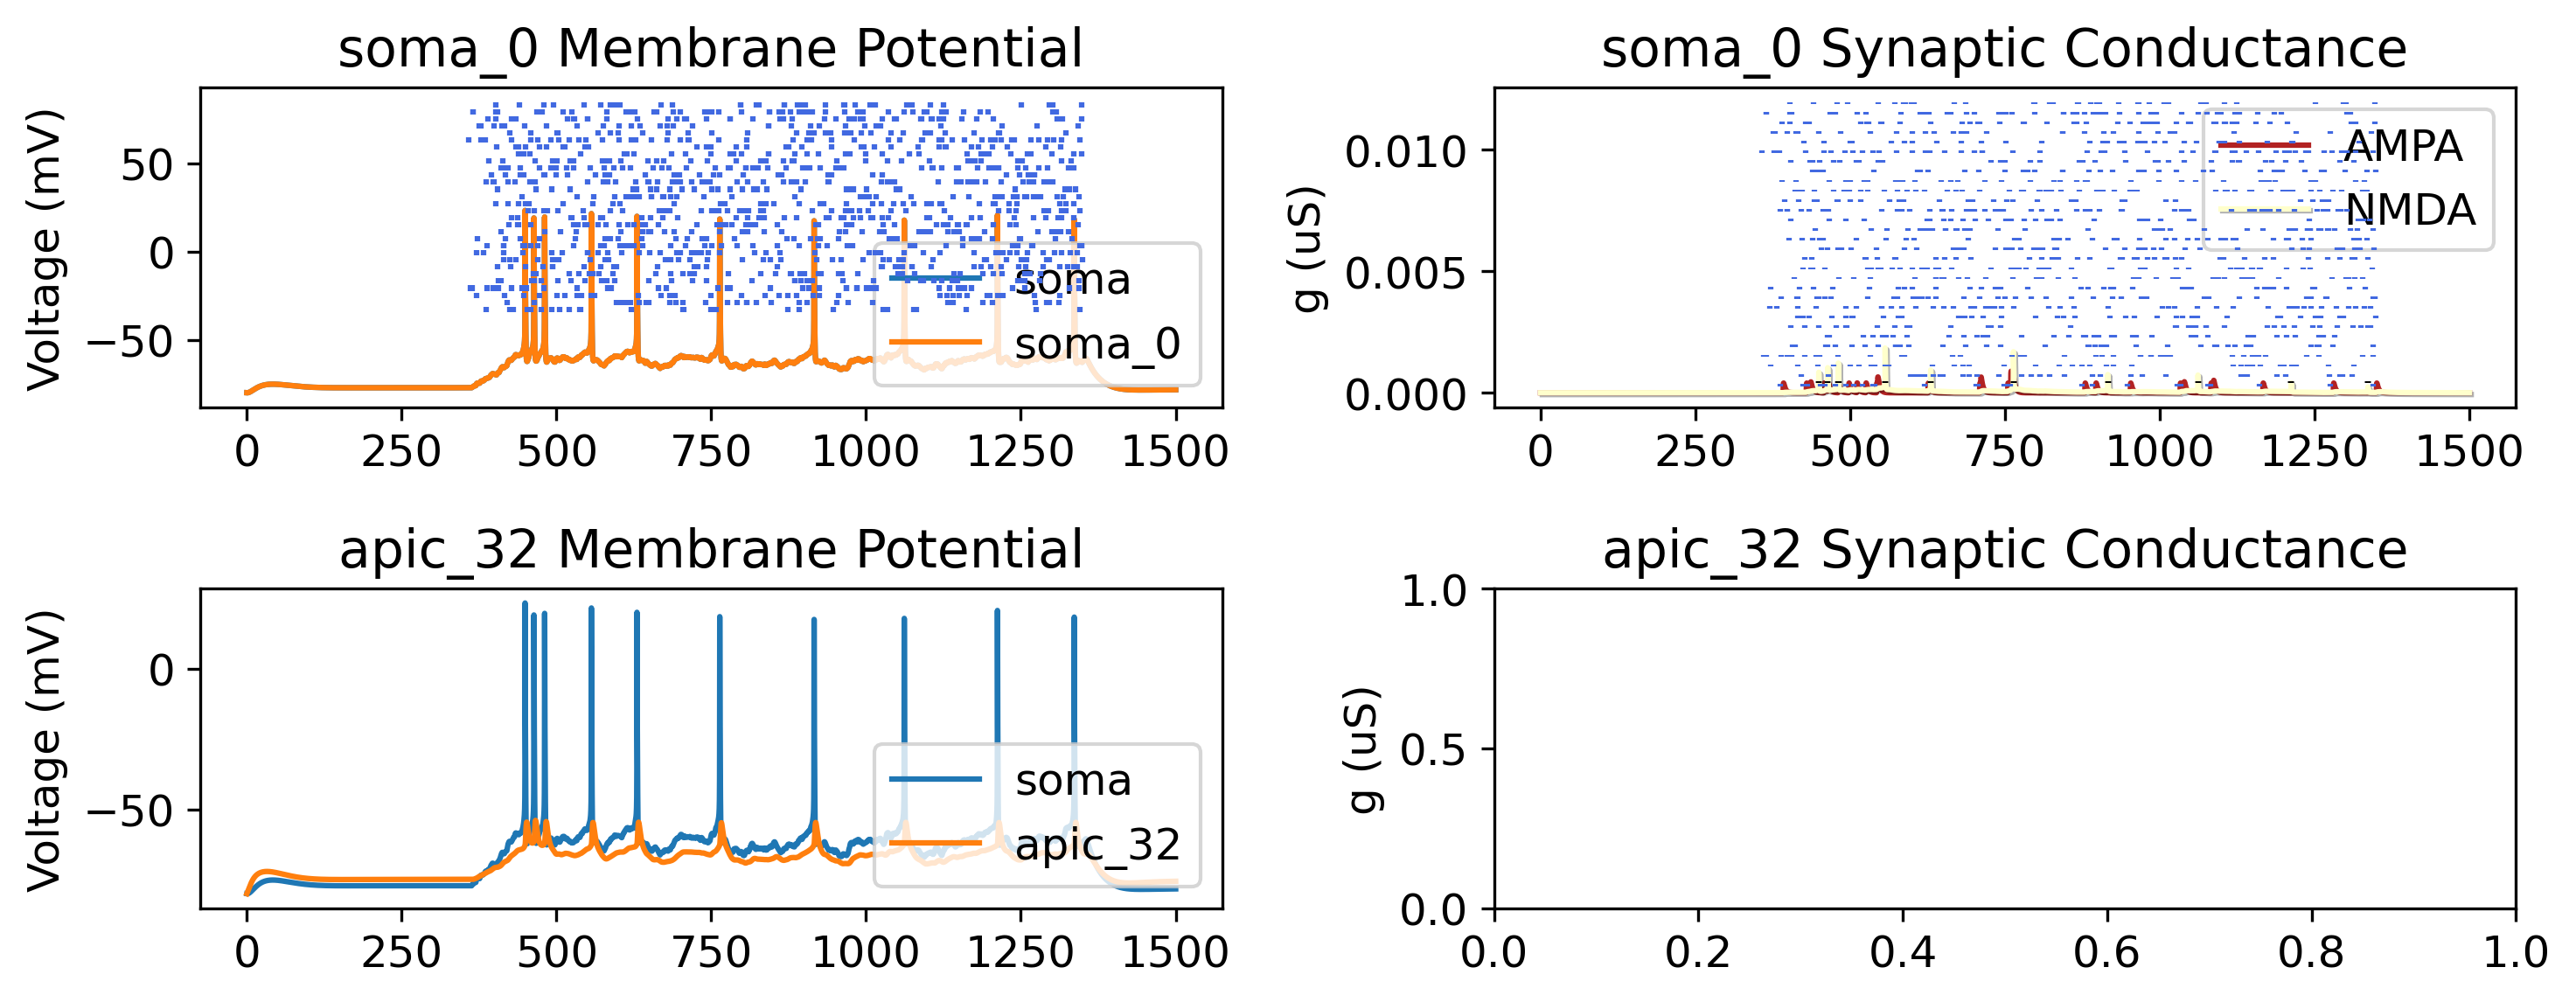 soma_0 Membrane Potential
Voltage (mV)
50
0
−50
soma
soma_0
0 250 500 750 1000 1250 1500
soma_0 Synaptic Conductance
g (uS)
0.010
0.005
0.000
AMPA
NMDA
0 250 500 750 1000 1250 1500
apic_32 Membrane Potential
Voltage (mV)
0
−50
soma
apic_32
0 250 500 750 1000 1250 1500
apic_32 Synaptic Conductance
g (uS)
1.0
0.5
0.0
0.0 0.2 0.4 0.6 0.8 1.0